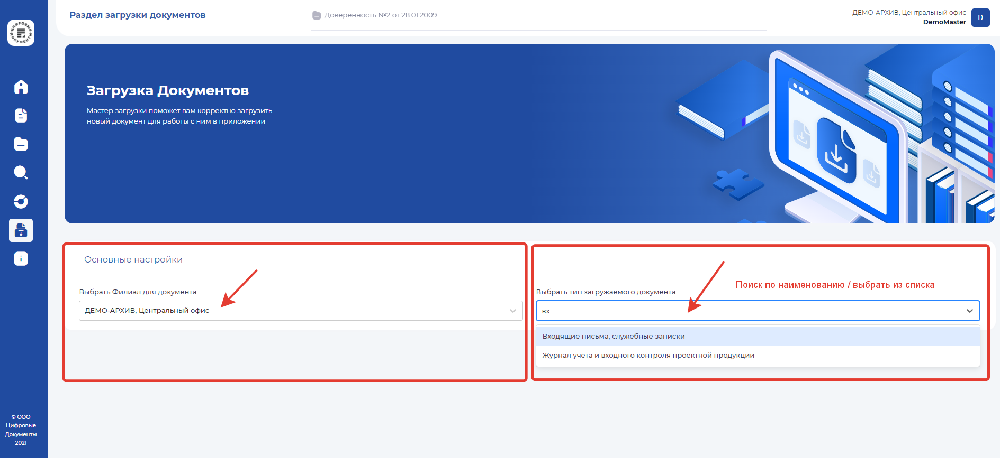 ЦИФРОВЫЕ ДОКУМЕНТЫ
Раздел загрузки документов
Доверенность №2 от 28.01.2009
ДЕМО-АРХИВ, Центральный офис
DemoMaster
D
Загрузка Документов
Мастер загрузки поможет вам корректно загрузить
новый документ для работы с ним в приложении
Основные настройки
Выбрать Филиал для документа
ДЕМО-АРХИВ, Центральный офис
Поиск по наименованию / выбрать из списка
Выбрать тип загружаемого документа
вх
Входящие письма, служебные записки
Журнал учета и входного контроля проектной продукции
© ООО
Цифровые
Документы
2021